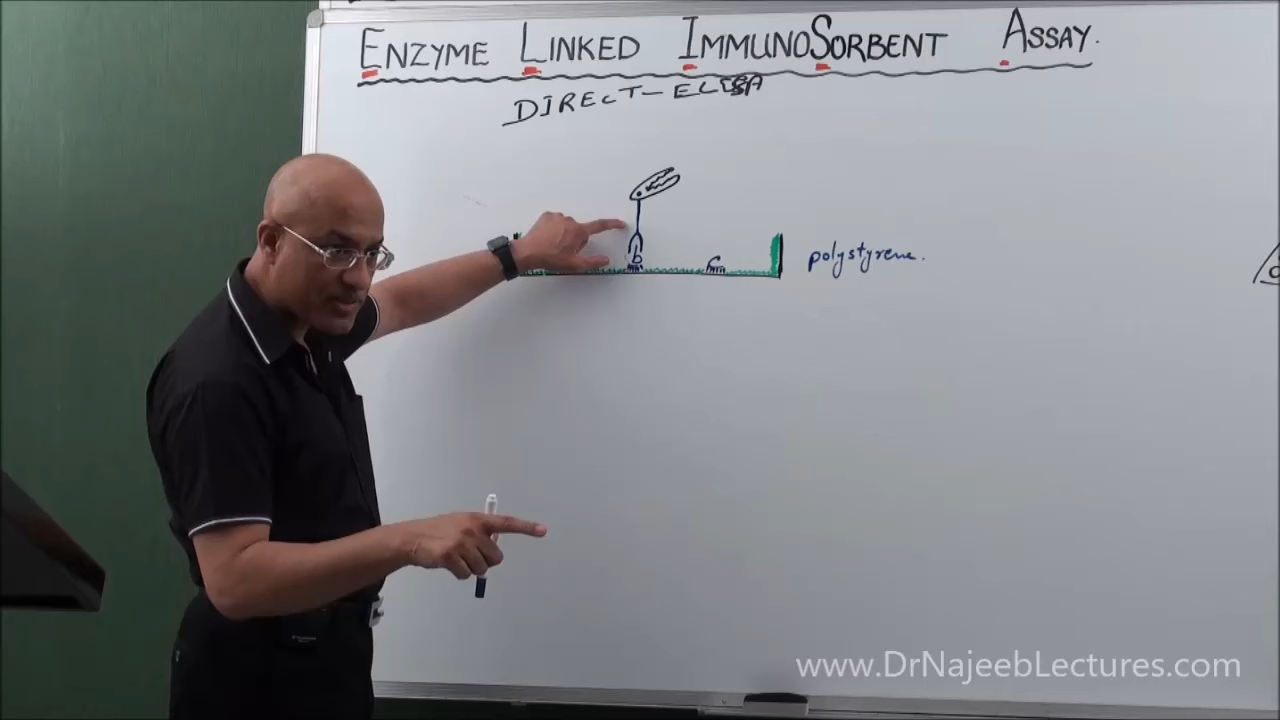 ENZYME LINKED IMMUNOSORBENT ASSAY.
DIRECT-ELISA
b
c
polystyrene.
www.DrNajeebLectures.com